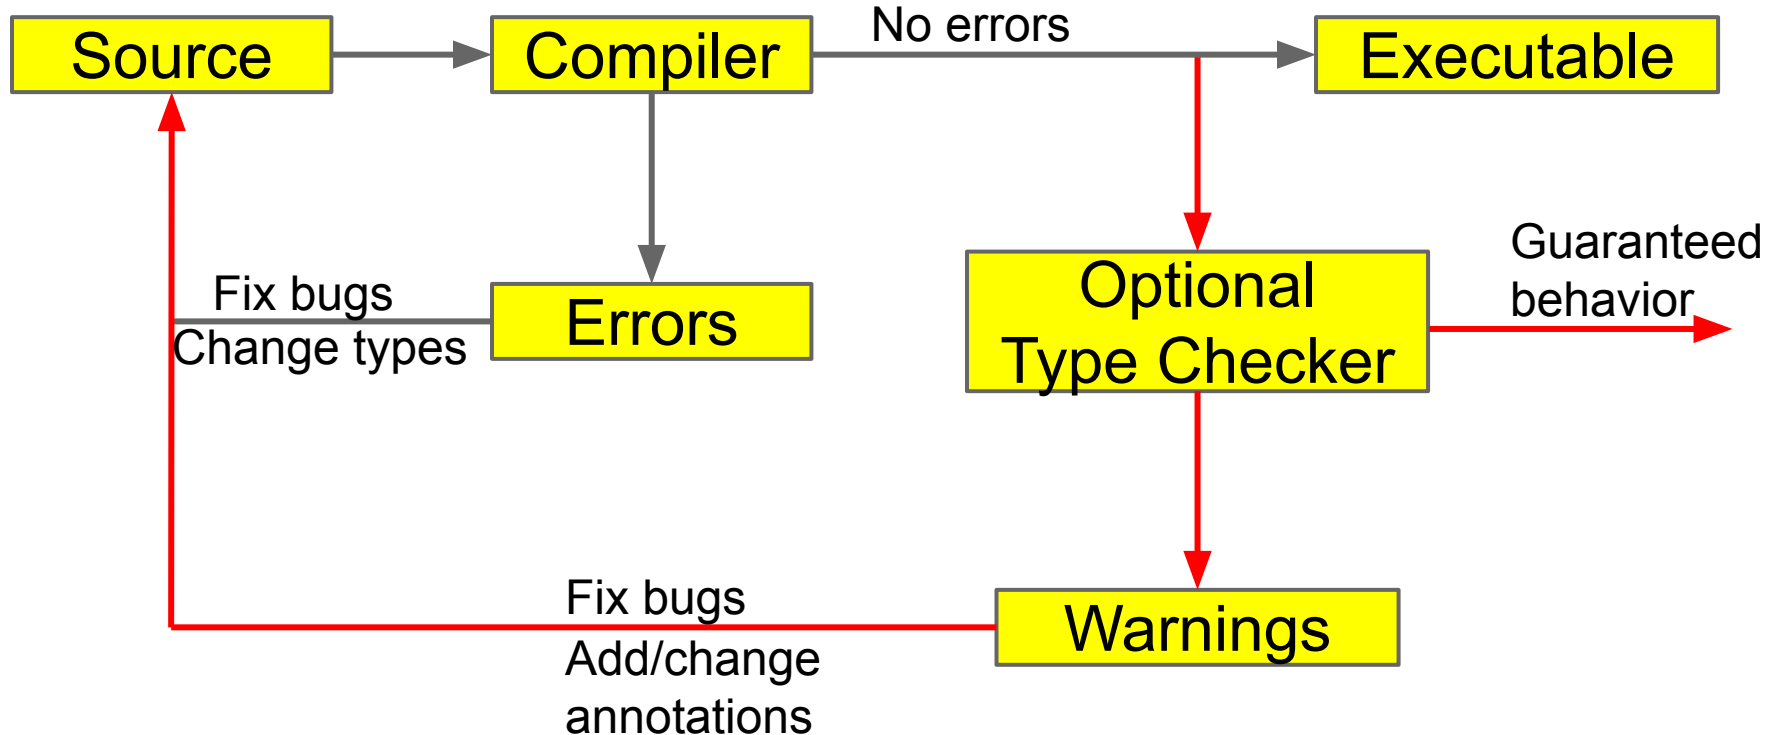 Source
Compiler
No errors
Executable
Fix bugs
Change types
Errors
Optional
Type Checker
Guaranteed
behavior
Fix bugs
Add/change
annotations
Warnings